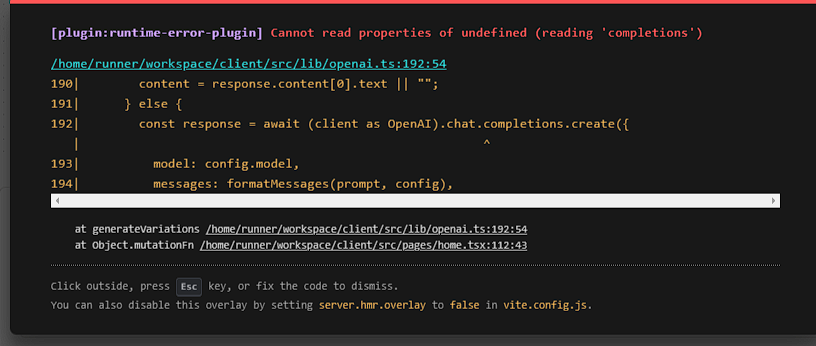 [plugin:runtime-error-plugin] Cannot read properties of undefined (reading 'completions')
/home/runner/workspace/client/src/lib/openai.ts:192:54
190|        content = response.content[0].text || "";
191|      } else {
192|        const response = await (client as OpenAI).chat.completions.create({
   |                                                      ^
193|          model: config.model,
194|          messages: formatMessages(prompt, config),
at generateVariations /home/runner/workspace/client/src/lib/openai.ts:192:54
at Object.mutationFn /home/runner/workspace/client/src/pages/home.tsx:112:43
Click outside, press Esc key, or fix the code to dismiss.
You can also disable this overlay by setting server.hmr.overlay to false in vite.config.js.